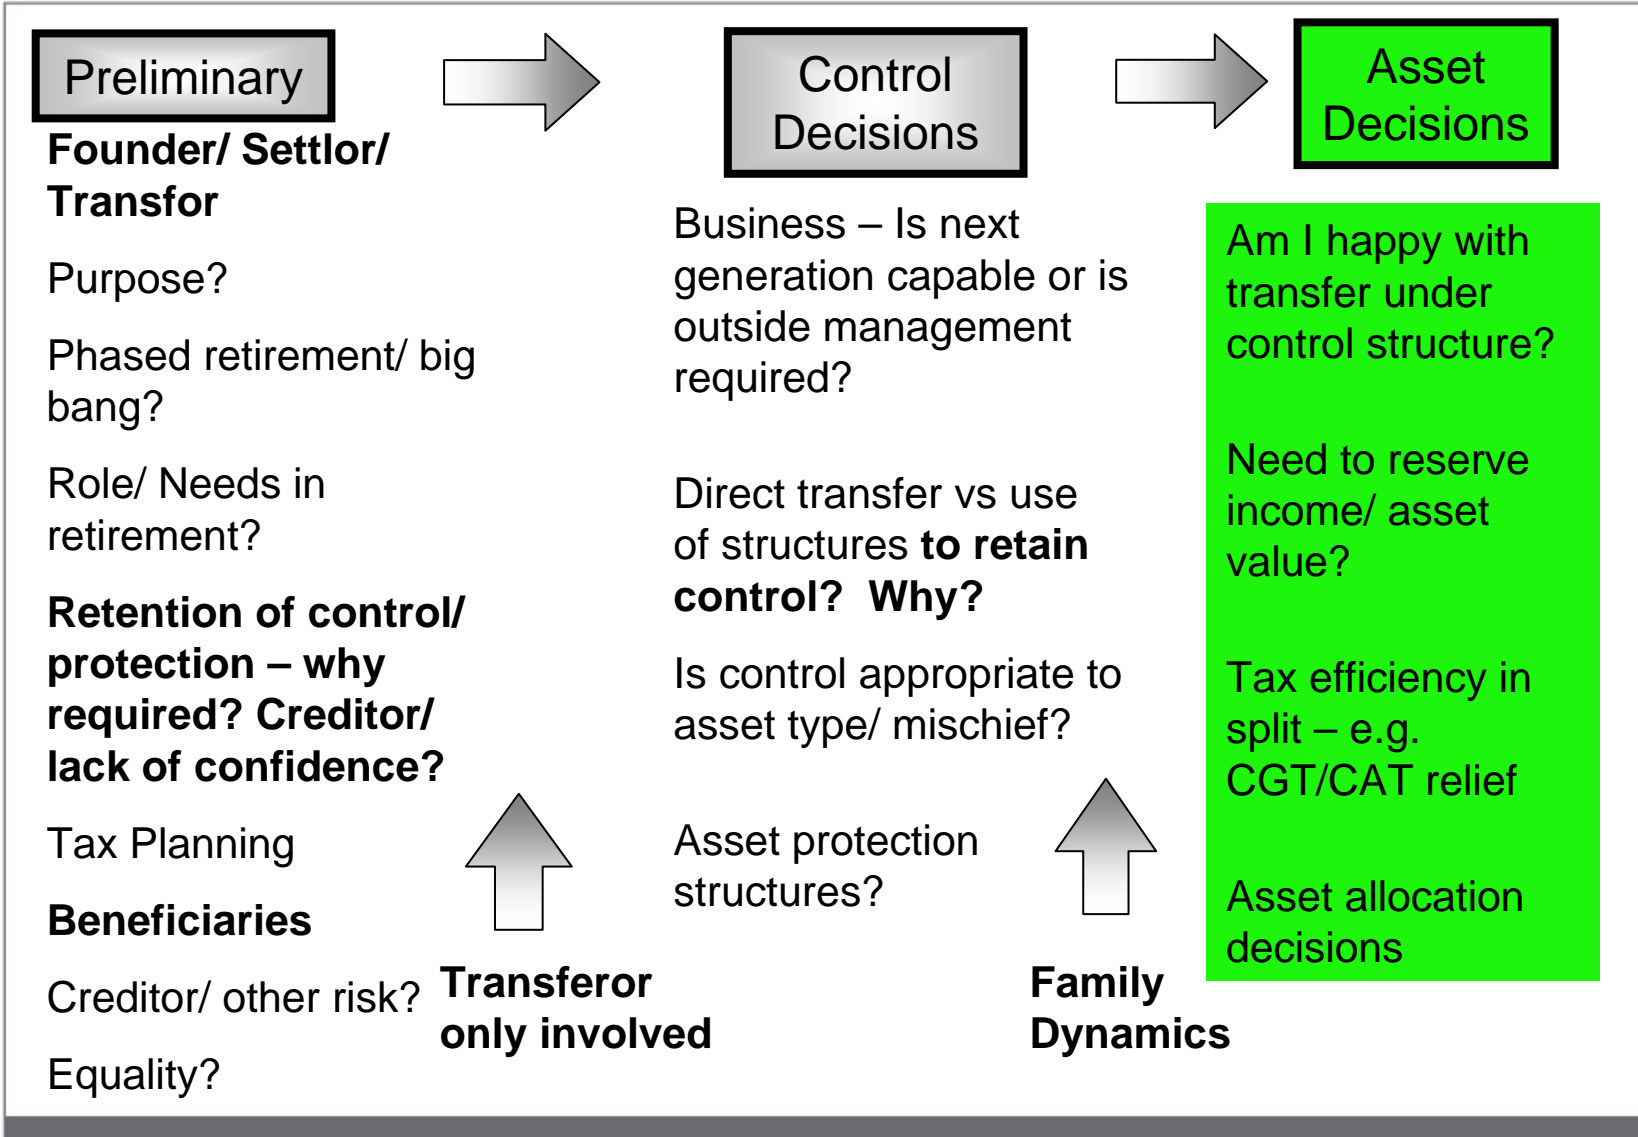 Preliminary
Founder/ Settlor/
Transfor
Purpose?
Phased retirement/ big
bang?
Role/ Needs in
retirement?
Retention of control/
protection – why
required? Creditor/
lack of confidence?
Tax Planning
Beneficiaries
Creditor/ other risk?
Equality?
Transferor
only involved
Control
Decisions
Business – Is next
generation capable or is
outside management
required?
Direct transfer vs use
of structures to retain
control?  Why?
Is control appropriate to
asset type/ mischief?
Asset protection
structures?
Family
Dynamics
Asset
Decisions
Am I happy with
transfer under
control structure?
Need to reserve
income/ asset
value?
Tax efficiency in
split – e.g.
CGT/CAT relief
Asset allocation
decisions